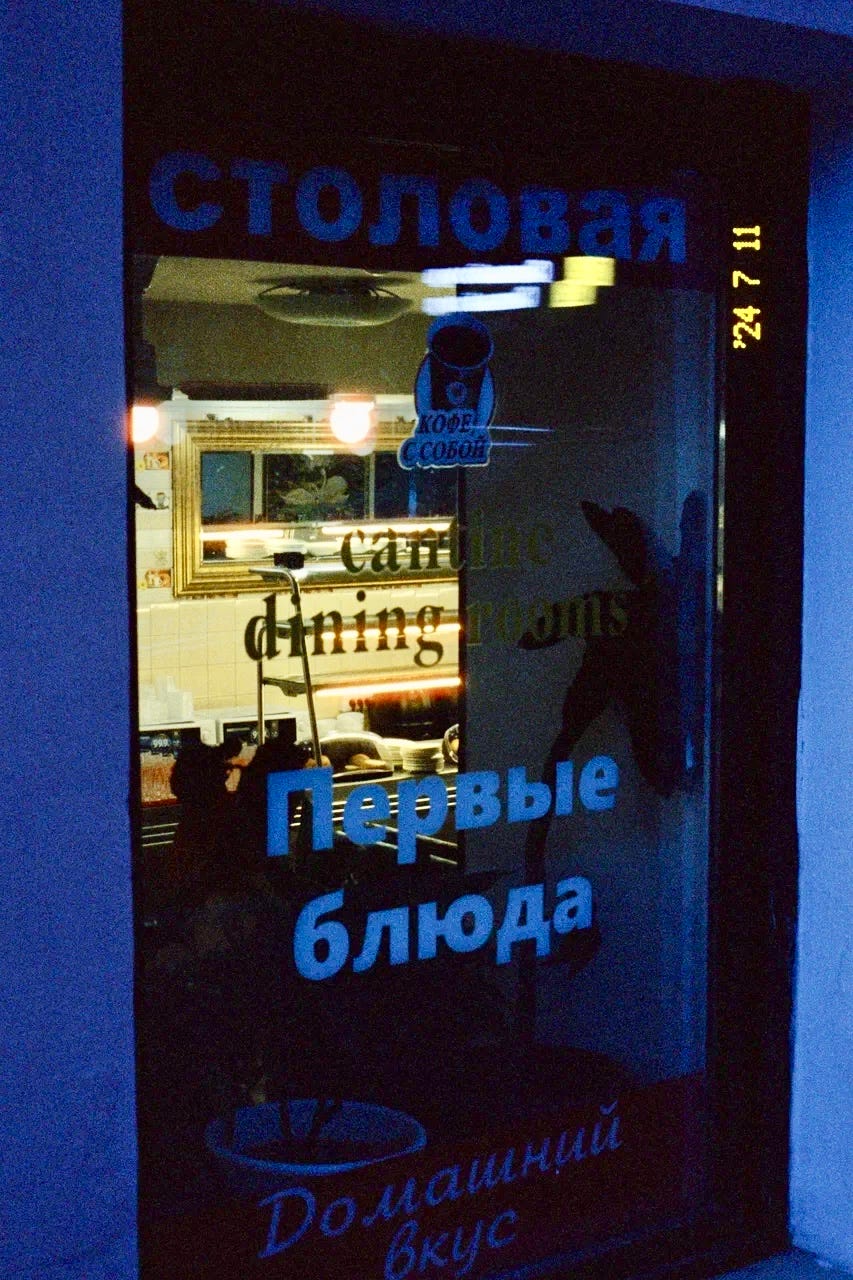 столовая
'24 7 11
КОФЕ
С СОБОЙ
cantine
dining rooms
Первые
блюда
Домашний
вкус